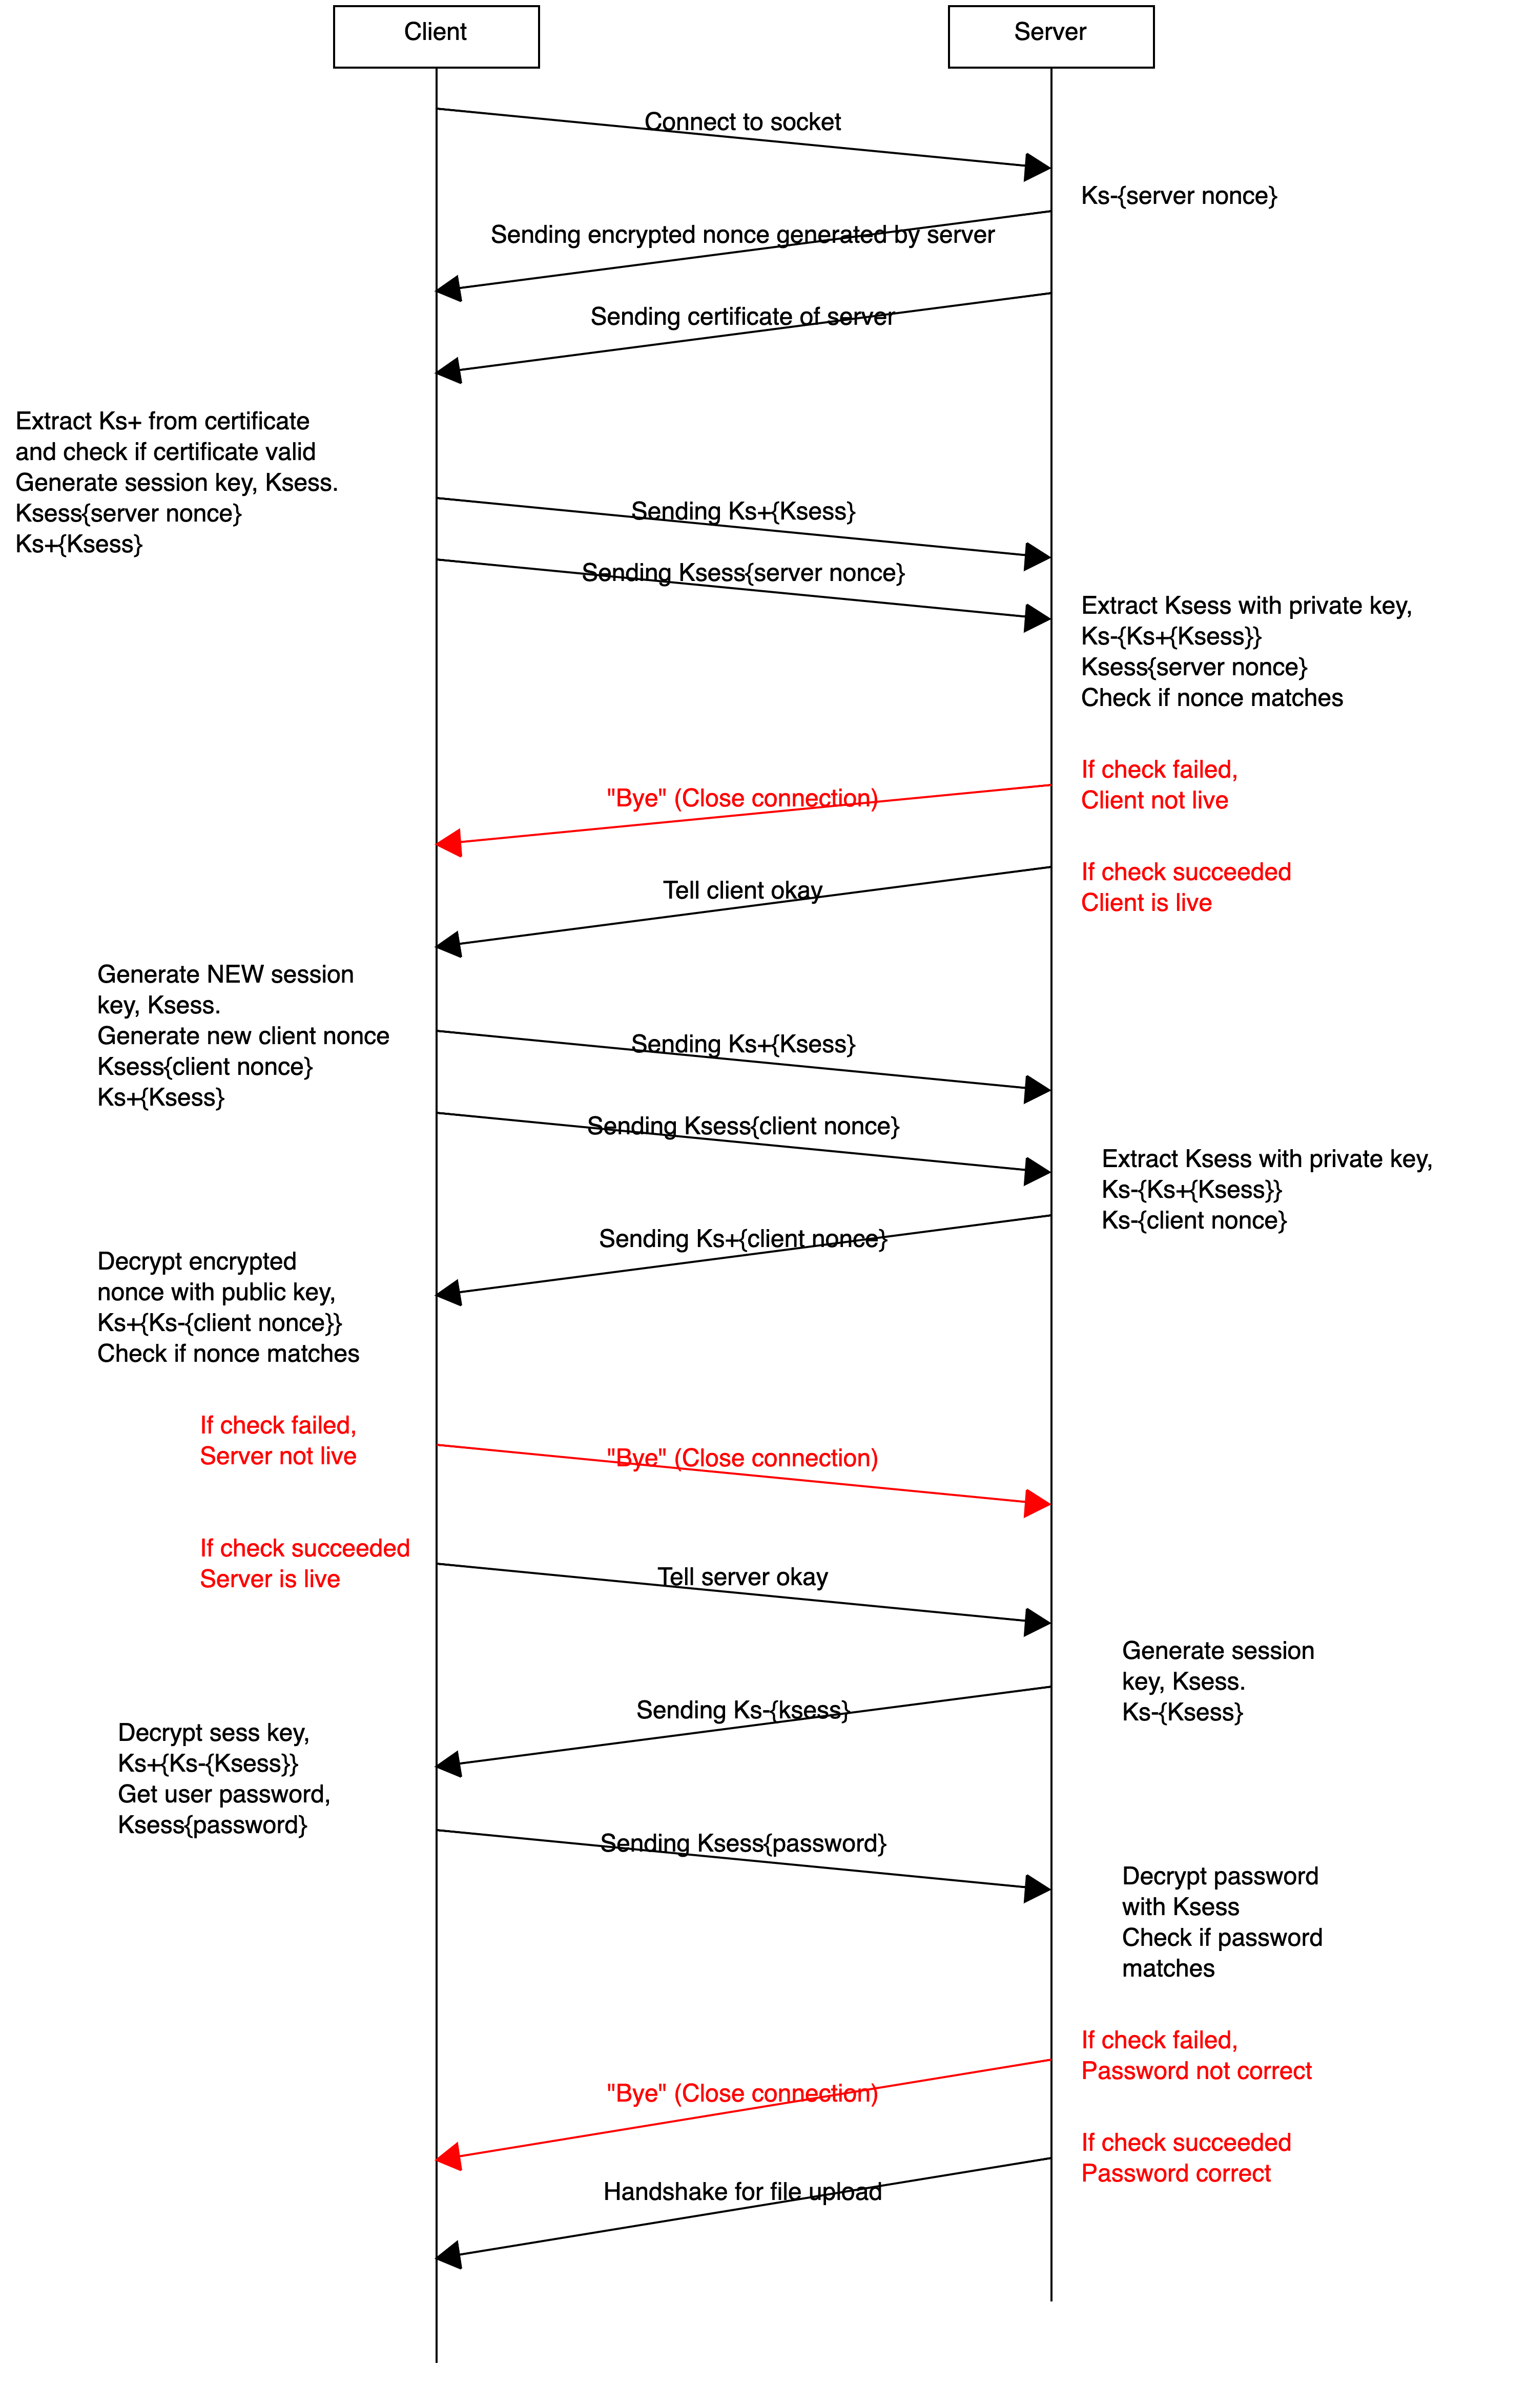 Client
Server
Connect to socket
Ks-{server nonce}
Sending encrypted nonce generated by server
Sending certificate of server
Extract Ks+ from certificate
and check if certificate valid
Generate session key, Ksess.
Ksess{server nonce}
Ks+{Ksess}
Sending Ks+{Ksess}
Sending Ksess{server nonce}
Extract Ksess with private key,
Ks-{Ks+{Ksess}}
Ksess{server nonce}
Check if nonce matches
If check failed,
Client not live
"Bye" (Close connection)
If check succeeded
Client is live
Tell client okay
Generate NEW session
key, Ksess.
Generate new client nonce
Ksess{client nonce}
Ks+{Ksess}
Sending Ks+{Ksess}
Sending Ksess{client nonce}
Extract Ksess with private key,
Ks-{Ks+{Ksess}}
Ks-{client nonce}
Sending Ks+{client nonce}
Decrypt encrypted
nonce with public key,
Ks+{Ks-{client nonce}}
Check if nonce matches
If check failed,
Server not live
"Bye" (Close connection)
If check succeeded
Server is live
Tell server okay
Generate session
key, Ksess.
Ks-{Ksess}
Sending Ks-{ksess}
Decrypt sess key,
Ks+{Ks-{Ksess}}
Get user password,
Ksess{password}
Sending Ksess{password}
Decrypt password
with Ksess
Check if password
matches
If check failed,
Password not correct
"Bye" (Close connection)
If check succeeded
Password correct
Handshake for file upload